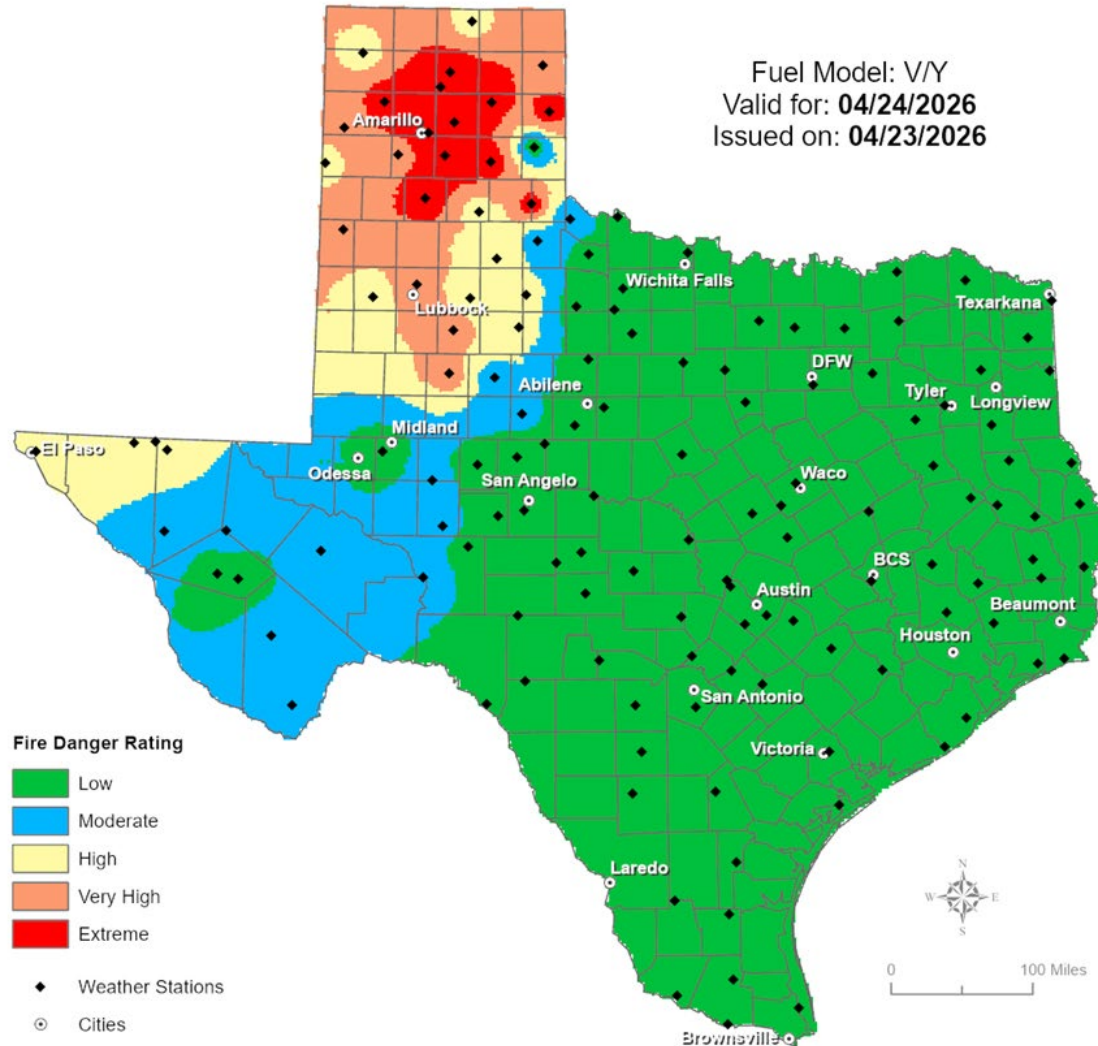 Fuel Model: V/Y
Valid for: 04/24/2026
Issued on: 04/23/2026
Amarillo
Lubbock
Wichita Falls
Texarkana
DFW
Abilene
Tyler
Longview
Midland
El Paso
Odessa
San Angelo
Waco
BCS
Austin
Beaumont
Houston
San Antonio
Victoria
Laredo
Brownsville
Fire Danger Rating
Low
Moderate
High
Very High
Extreme
Weather Stations
Cities
N
W E
S
0 100 Miles